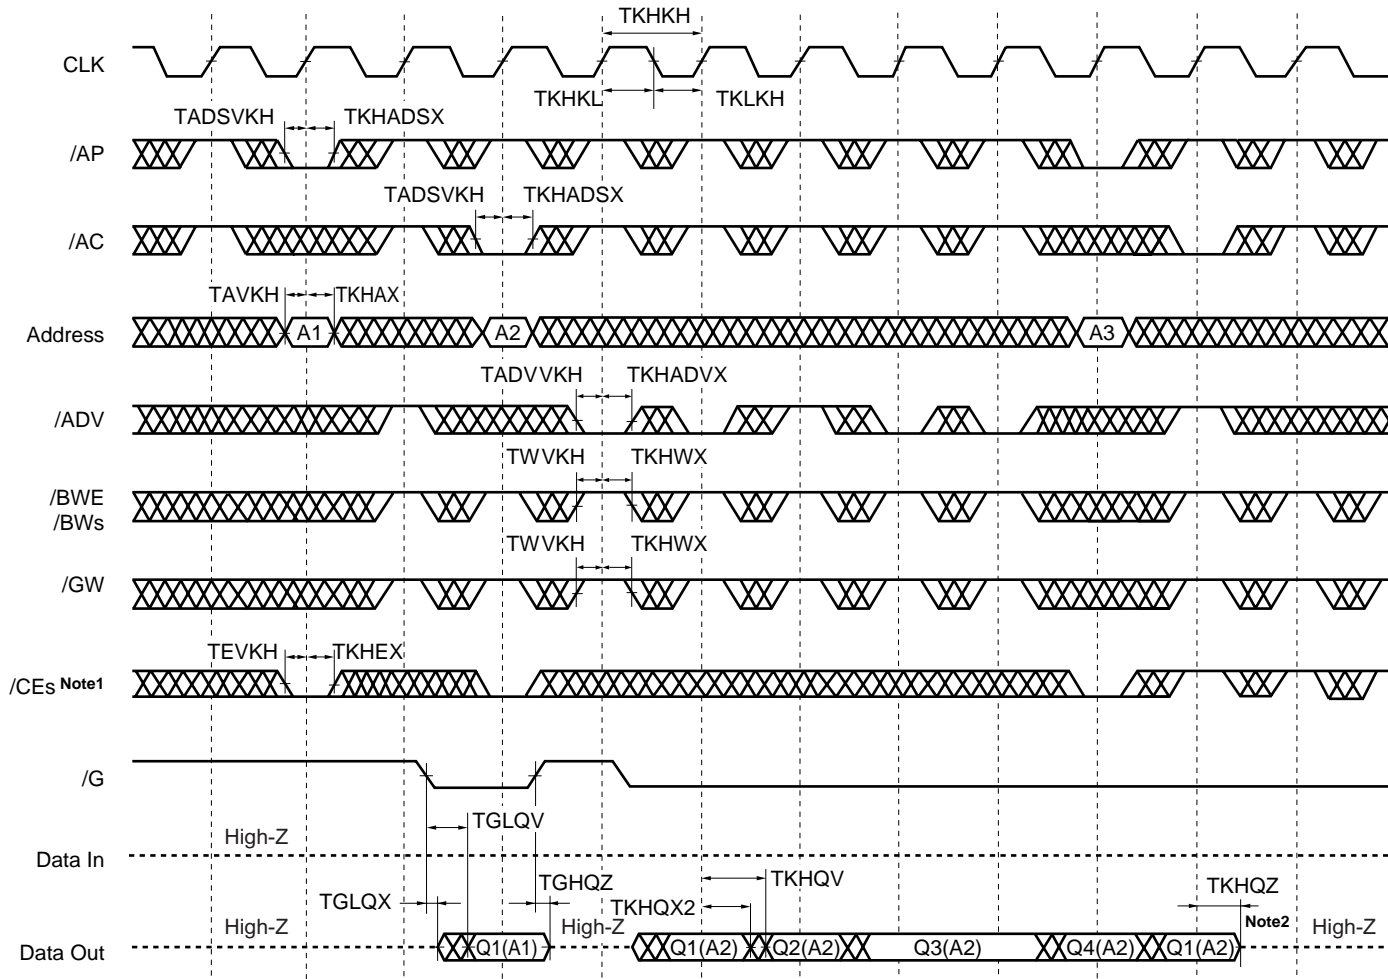 TKHKH
CLK
TKHKL TKLKH
TADSVKH TKHADSX
/AP
TADSVKH TKHADSX
/AC
TAVKH TKHAX
Address A1 A2 A3
TADVVKH TKHADVX
/ADV
TWVKH TKHWX
/BWE
/BWs
TWVKH TKHWX
/GW
TEVKH TKHEX
/CEs Note1
/G
TGLQV
High-Z
Data In
TGHQZ TKHQV TKHQZ
TGLQX TKHQX2
High-Z High-Z Note2 High-Z
Data Out Q1(A1) Q1(A2) Q2(A2) Q3(A2) Q4(A2) Q1(A2)